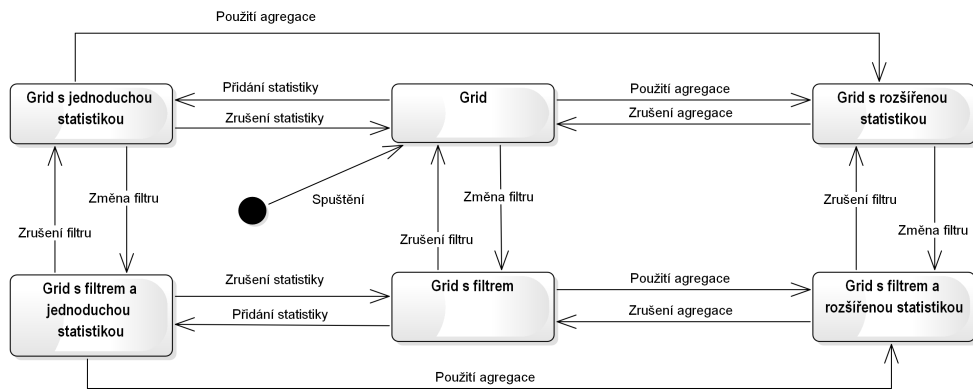 Použití agregace
Grid s jednoduchou
statistikou
Přidání statistiky
Zrušení statistiky
Grid
Použití agregace
Zrušení agregace
Grid s rozšířenou
statistikou
Změna filtru
Zrušení filtru
Spuštění
Zrušení filtru
Změna filtru
Zrušení filtru
Změna filtru
Grid s filtrem a
jednoduchou
statistikou
Zrušení statistiky
Přidání statistiky
Grid s filtrem
Použití agregace
Zrušení agregace
Grid s filtrem a
rozšířenou statistikou
Použití agregace